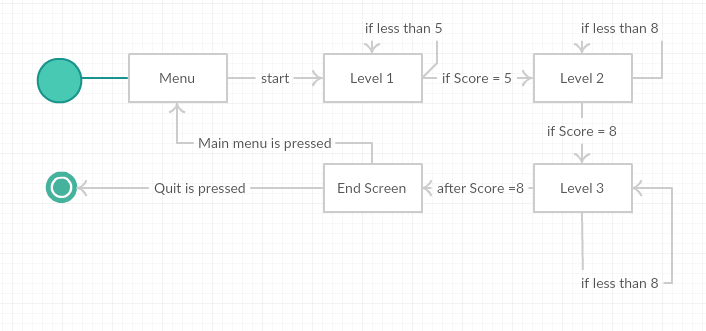 if less than 5
if less than 8
Menu
start
Level 1
if Score = 5
Level 2
if Score = 8
Main menu is pressed
Quit is pressed
End Screen
after Score =8
Level 3
if less than 8